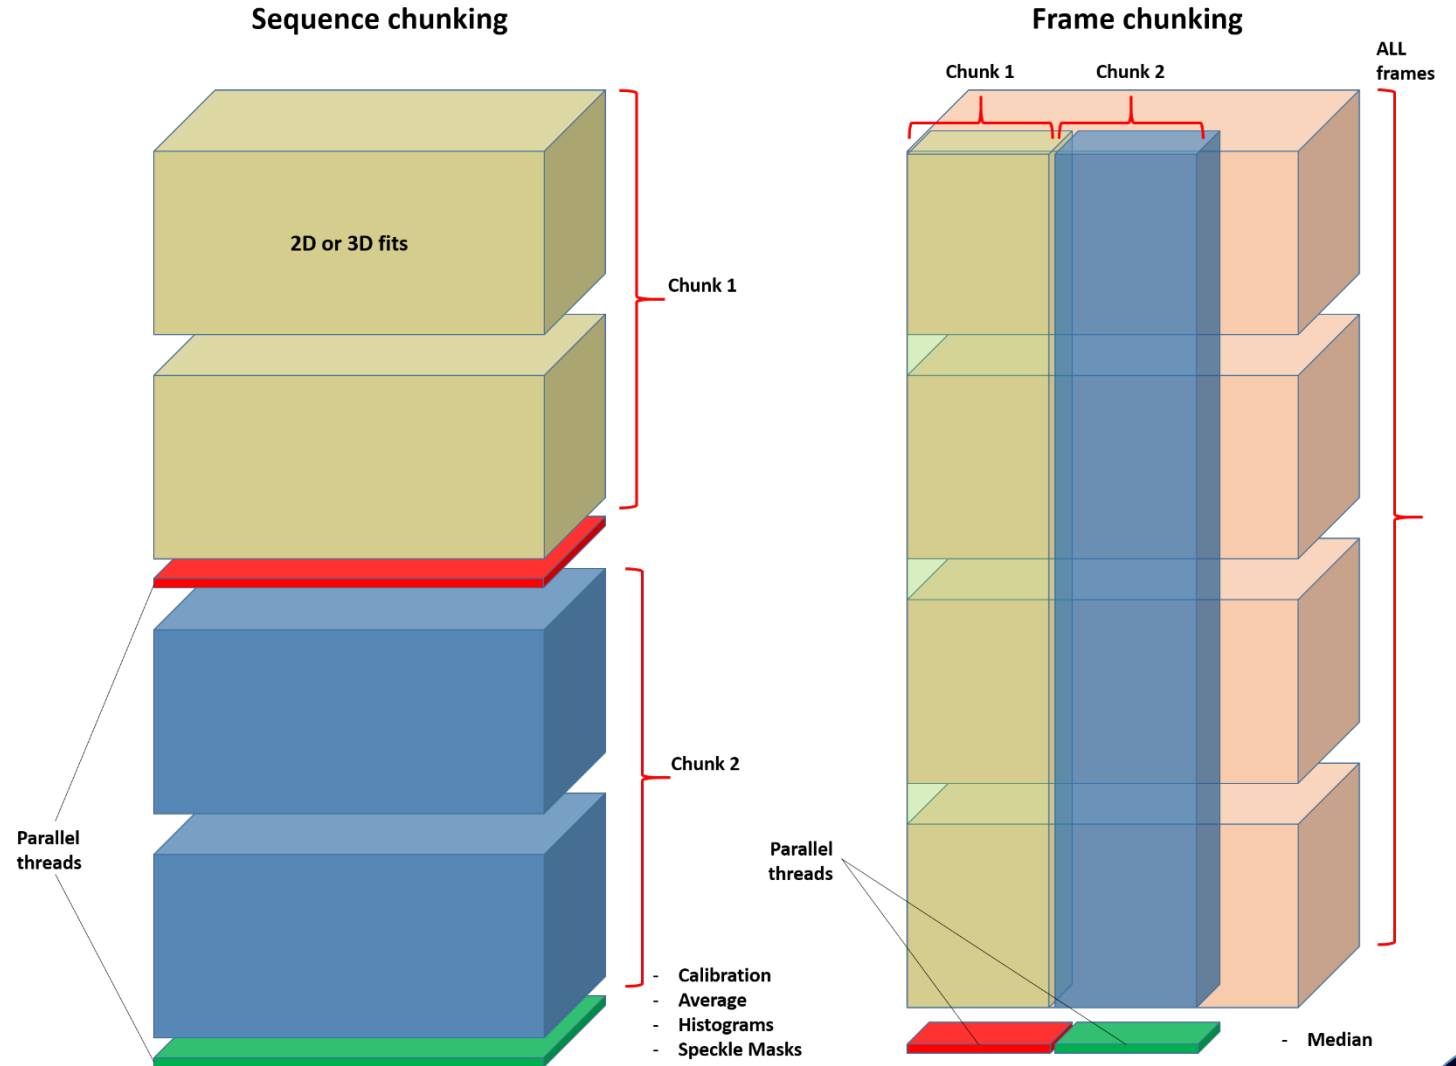 Sequence chunking
2D or 3D fits
Chunk 1
Chunk 2
Parallel
threads
- Calibration
- Average
- Histograms
- Speckle Masks
Frame chunking
Chunk 1
Chunk 2
ALL
frames
Parallel
threads
- Median